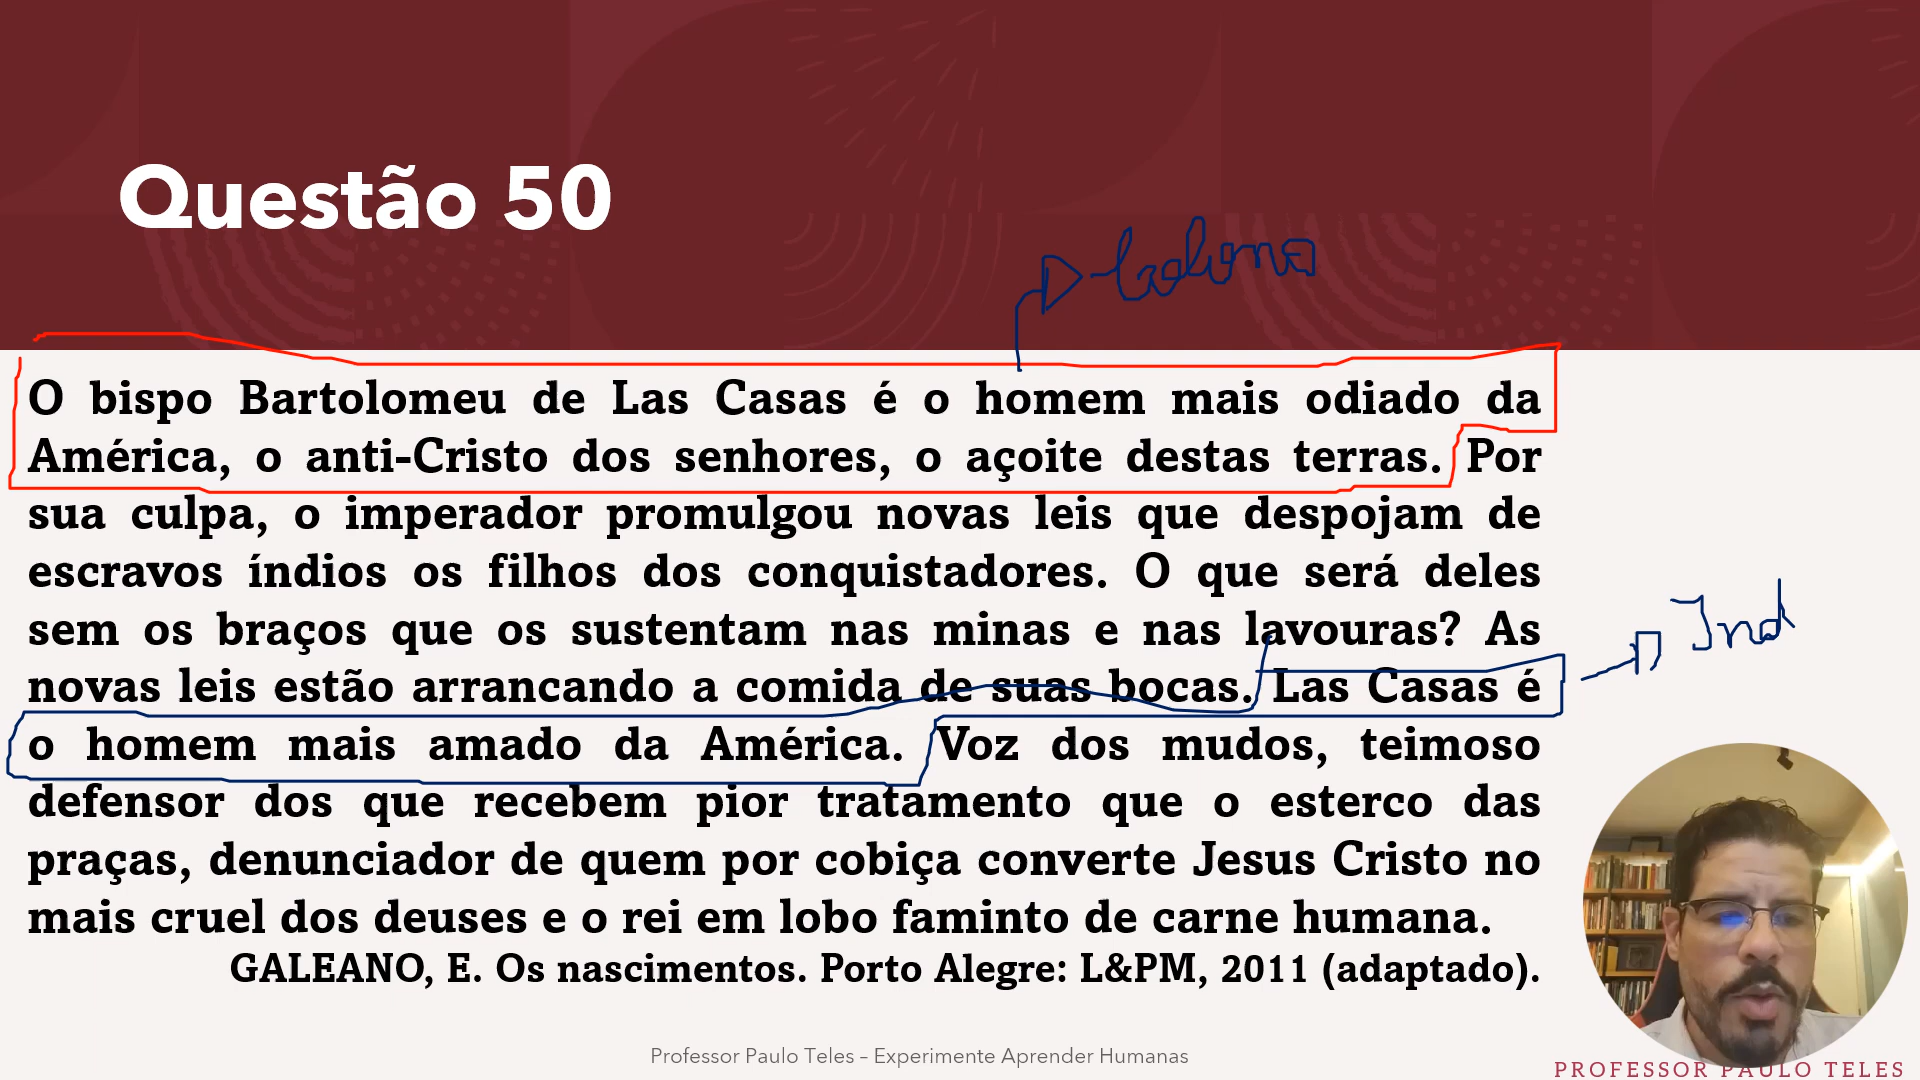 Questão 50
O bispo Bartolomeu de Las Casas é o homem mais odiado da
América, o anti-Cristo dos senhores, o açoite destas terras. Por
sua culpa, o imperador promulgou novas leis que despojam de
escravos índios os filhos dos conquistadores. O que será deles
sem os braços que os sustentam nas minas e nas lavouras? As
Ind
novas leis estão arrancando a comida de suas bocas. Las Casas é
o homem mais amado da América. Voz dos mudos, teimoso
defensor dos que recebem pior tratamento que o esterco das
praças, denunciador de quem por cobiça converte Jesus Cristo no
mais cruel dos deuses e o rei em lobo faminto de carne humana.
GALEANO, E. Os nascimentos. Porto Alegre: L&PM, 2011 (adaptado).
Professor Paulo Teles – Experimente Aprender Humanas
PROFESSOR PAULO TELES